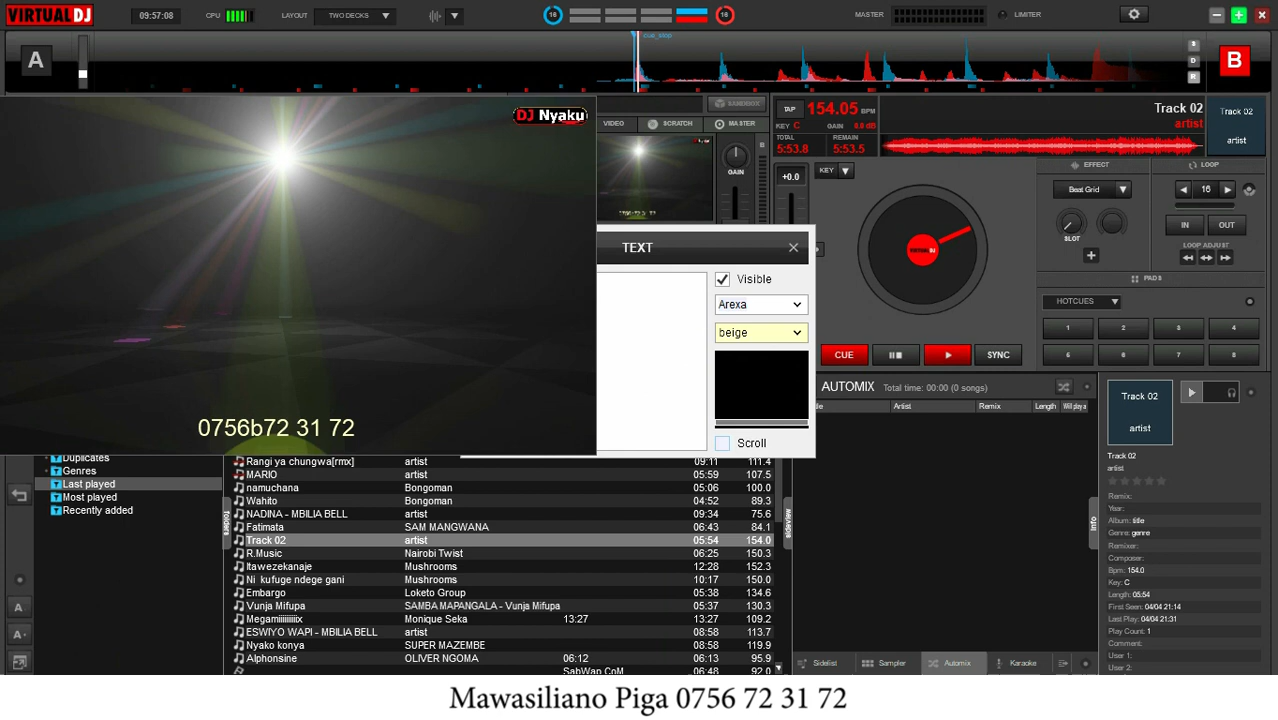 VIRTUAL DJ
09:57:08
CPU
LAYOUT
TWO DECKS
16
16
MASTER
LIMITER
A
cue_stop
S
D
R
B
DJ Nyaku
0756b72 31 72
SANDBOX
VIDEO
SCRATCH
MASTER
GAIN
TAP
154.05 BPM
KEY C
GAIN
0.0 dB
TOTAL
5:53.8
REMAIN
5:53.5
Track 02
artist
Track 02
artist
+0.0
KEY
EFFECT
Beat Grid
SLOT
LOOP
16
IN
OUT
LOOP ADJUST
PADS
HOTCUES
1
2
3
4
5
6
7
8
VIRTUAL DJ
CUE
SYNC
TEXT
Visible
Arexa
beige
Scroll
Duplicates
Genres
Last played
Most played
Recently added
A
A
folders
Rangi ya chungwa[rmx] artist 09:11 111.4
MARIO artist 05:59 107.5
namuchana Bongoman 05:06 100.0
Wahito Bongoman 04:52 89.3
NADINA - MBILIA BELL artist 09:34 75.6
Fatimata SAM MANGWANA 06:43 84.1
Track 02 artist 05:54 154.0
R.Music Nairobi Twist 06:25 150.3
Itawezekanaje Mushrooms 12:28 152.3
Ni kufuge ndege gani Mushrooms 10:17 150.0
Embargo Loketo Group 05:38 134.6
Vunja Mifupa SAMBA MAPANGALA - Vunja Mifupa 05:37 130.3
Megamiiiiiiiix Monique Seka 13:27 13:27 109.2
ESWIYO WAPI - MBILIA BELL artist 08:58 113.7
Nyako konya SUPER MAZEMBE 08:58 119.9
Alphonsine OLIVER NGOMA 06:12 06:13 95.9
SabWap CoM 06:48 92.0
sideview
AUTOMIX
Total time: 00:00 (0 songs)
Artist
Remix
Length
Will play a
Sidelist
Sampler
Automix
Karaoke
info
Track 02
artist
Track 02
artist
Remix:
Year:
Album: title
Genre: genre
Remixer:
Composer:
Bpm: 154.0
Key: C
Length: 05:54
First Seen: 04/04 21:14
Last Play: 04/04 21:31
Play Count: 1
Comment:
User 1:
User 2:
Mawasiliano Piga 0756 72 31 72